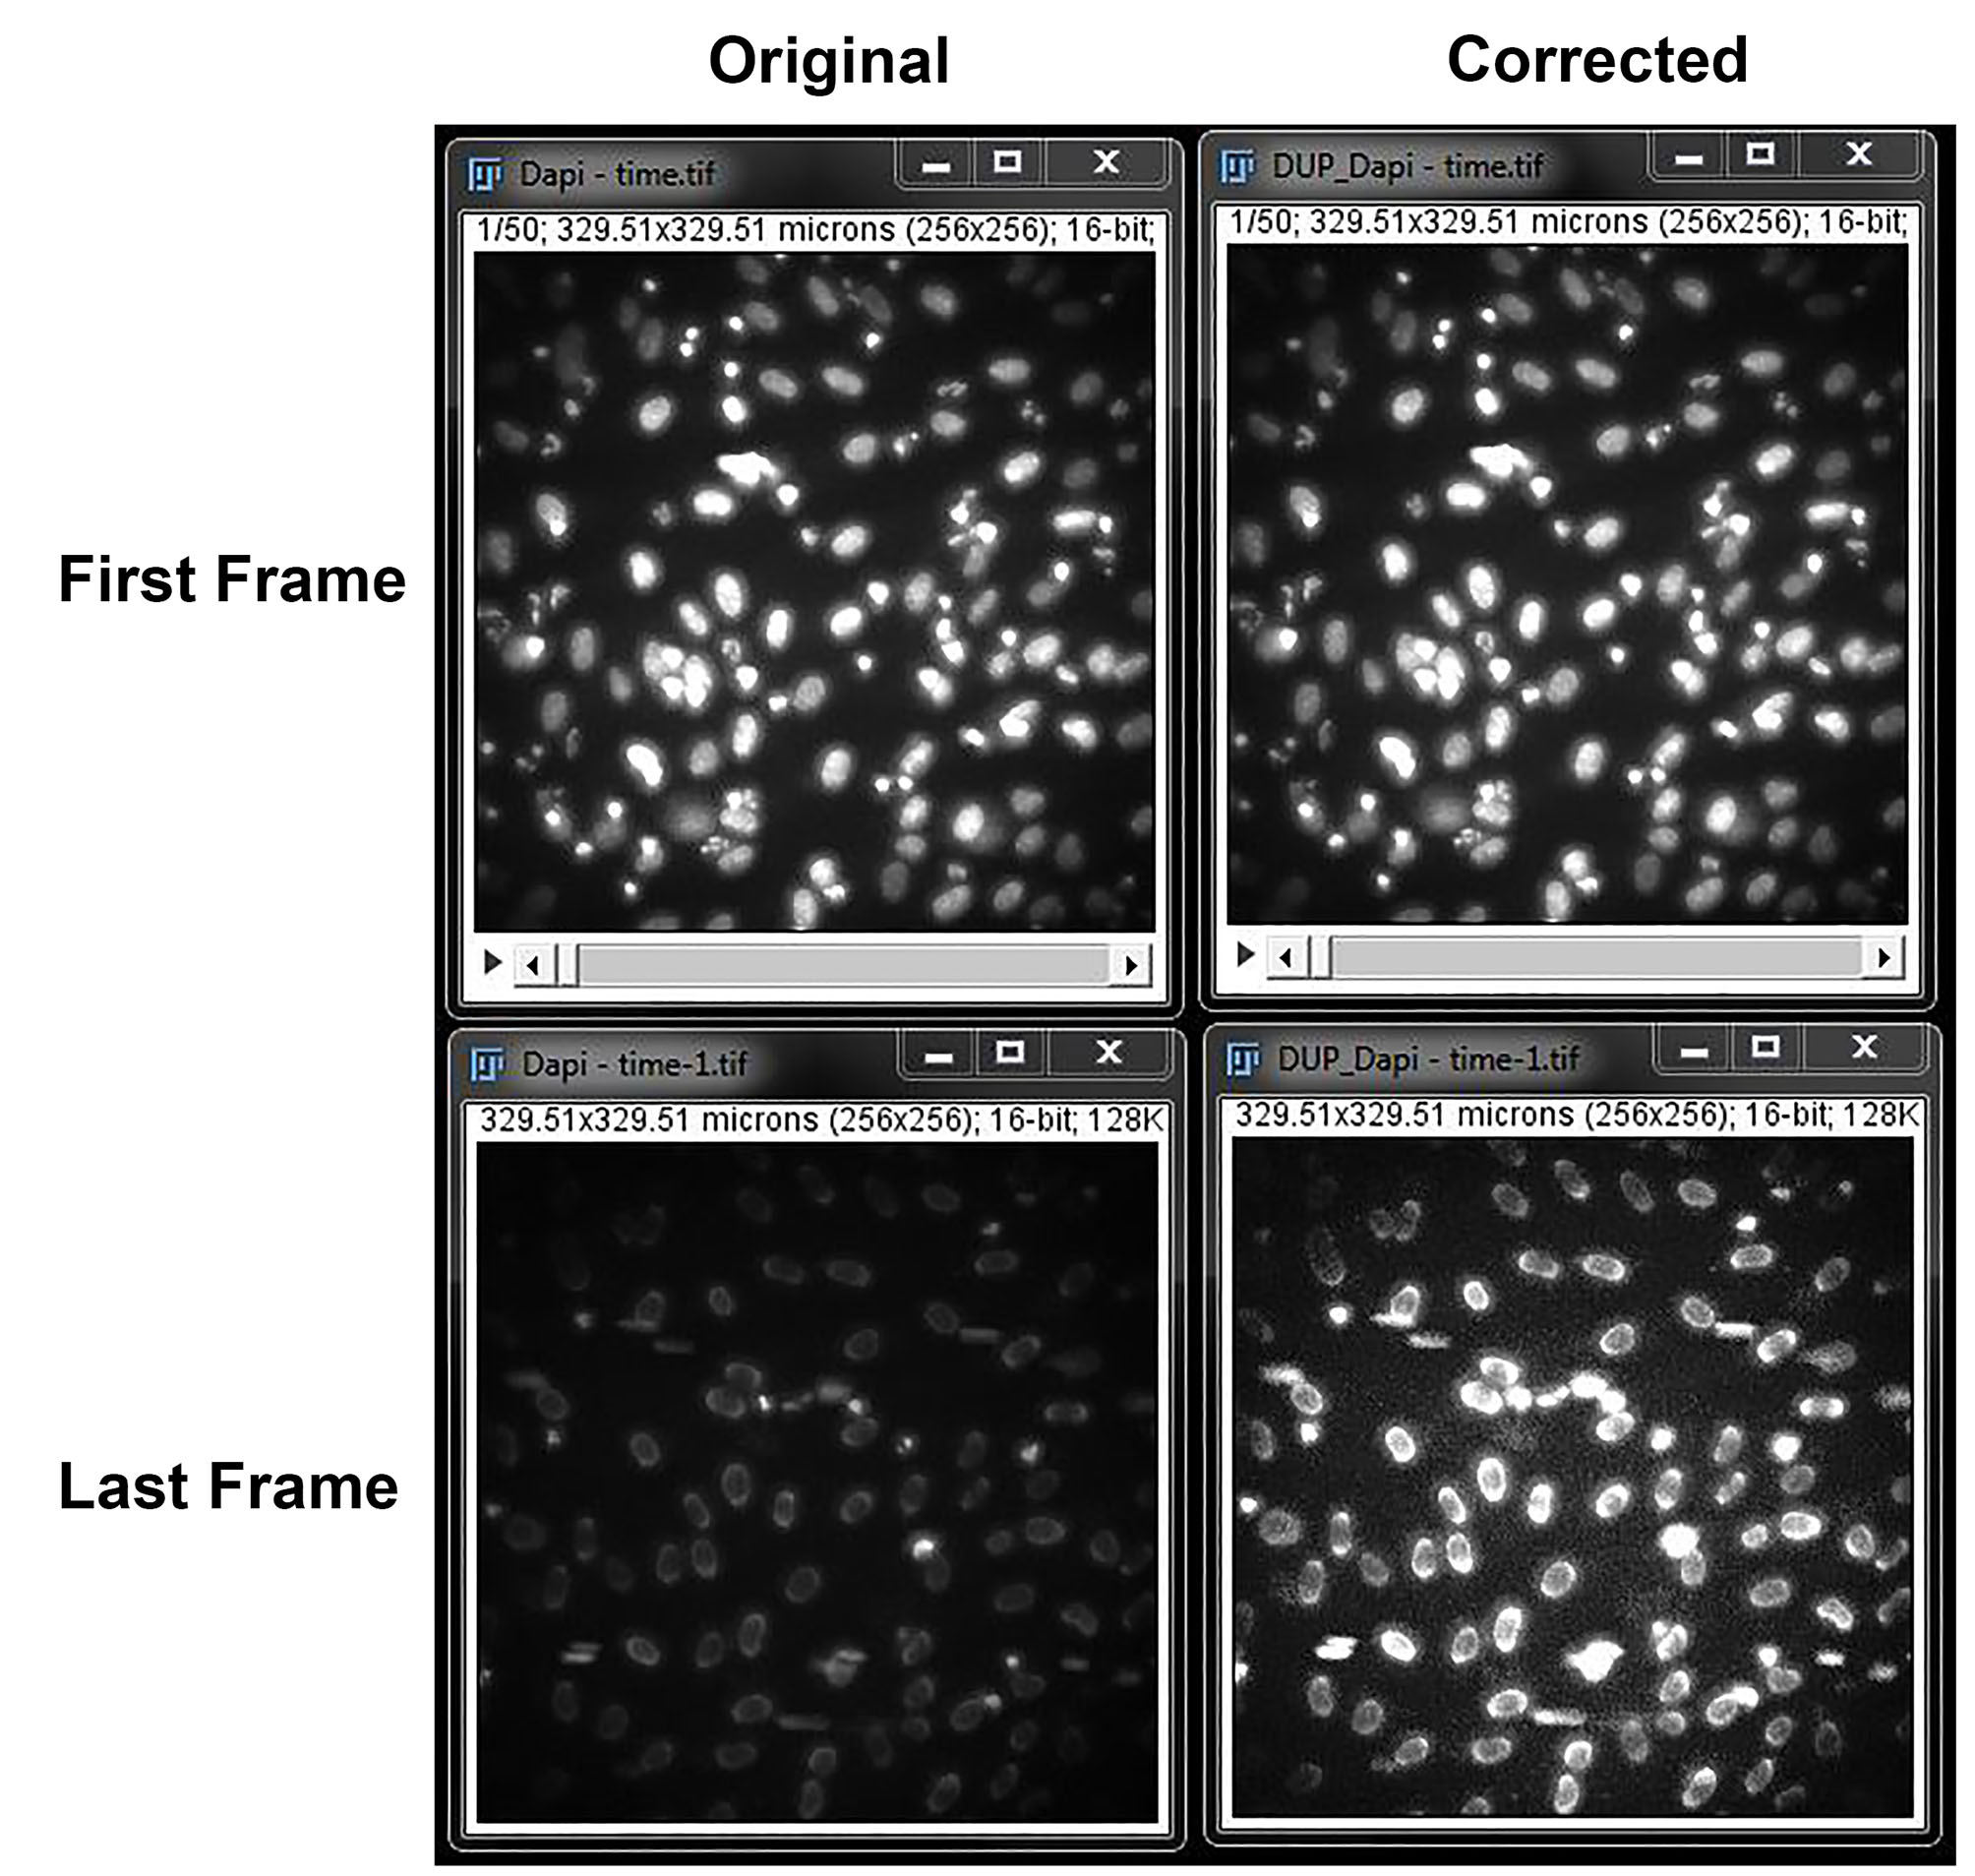 Original
Corrected
Dapi - time.tif
DUP_Dapi - time.tif
1/50; 329.51x329.51 microns (256x256); 16-bit;
1/50; 329.51x329.51 microns (256x256); 16-bit;
First Frame
Dapi - time-1.tif
DUP_Dapi - time-1.tif
329.51x329.51 microns (256x256); 16-bit; 128K
329.51x329.51 microns (256x256); 16-bit; 128K
Last Frame